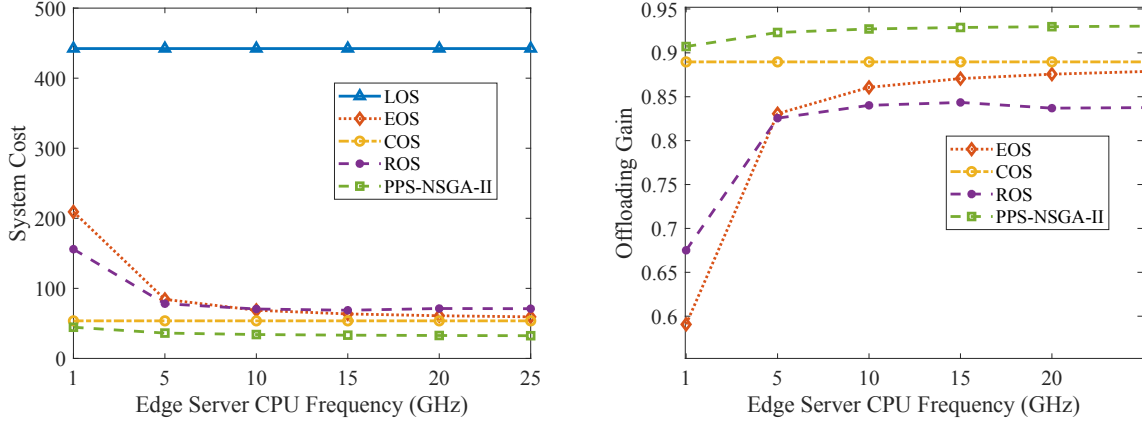 500
400
300
200
100
0
System Cost
LOS
EOS
COS
ROS
PPS-NSGA-II
1 5 10 15 20 25
Edge Server CPU Frequency (GHz)
0.95
0.9
0.85
0.8
0.75
0.7
0.65
0.6
Offloading Gain
EOS
COS
ROS
PPS-NSGA-II
1 5 10 15 20
Edge Server CPU Frequency (GHz)